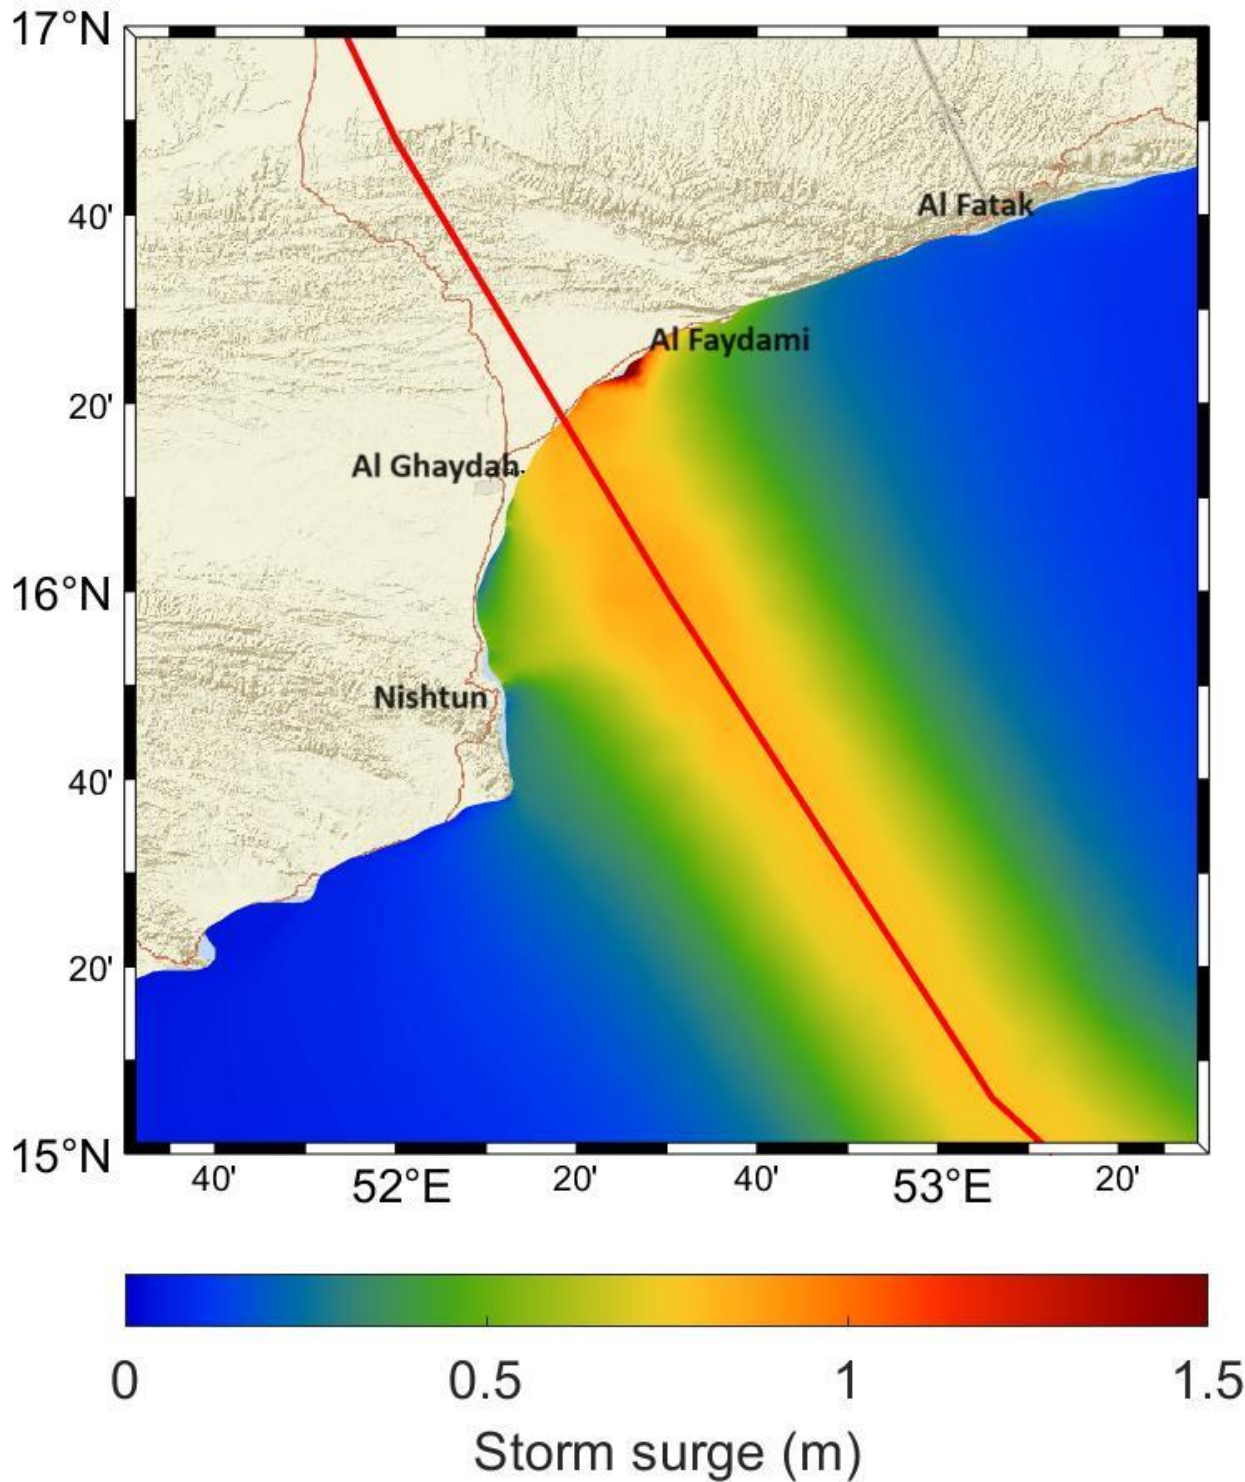 17°N
40'
Al Fatak
Al Faydami
20'
Al Ghaydah
16°N
Nishtun
40'
20'
15°N
40' 52°E 20' 40' 53°E 20'
0 0.5 1 1.5
Storm surge (m)